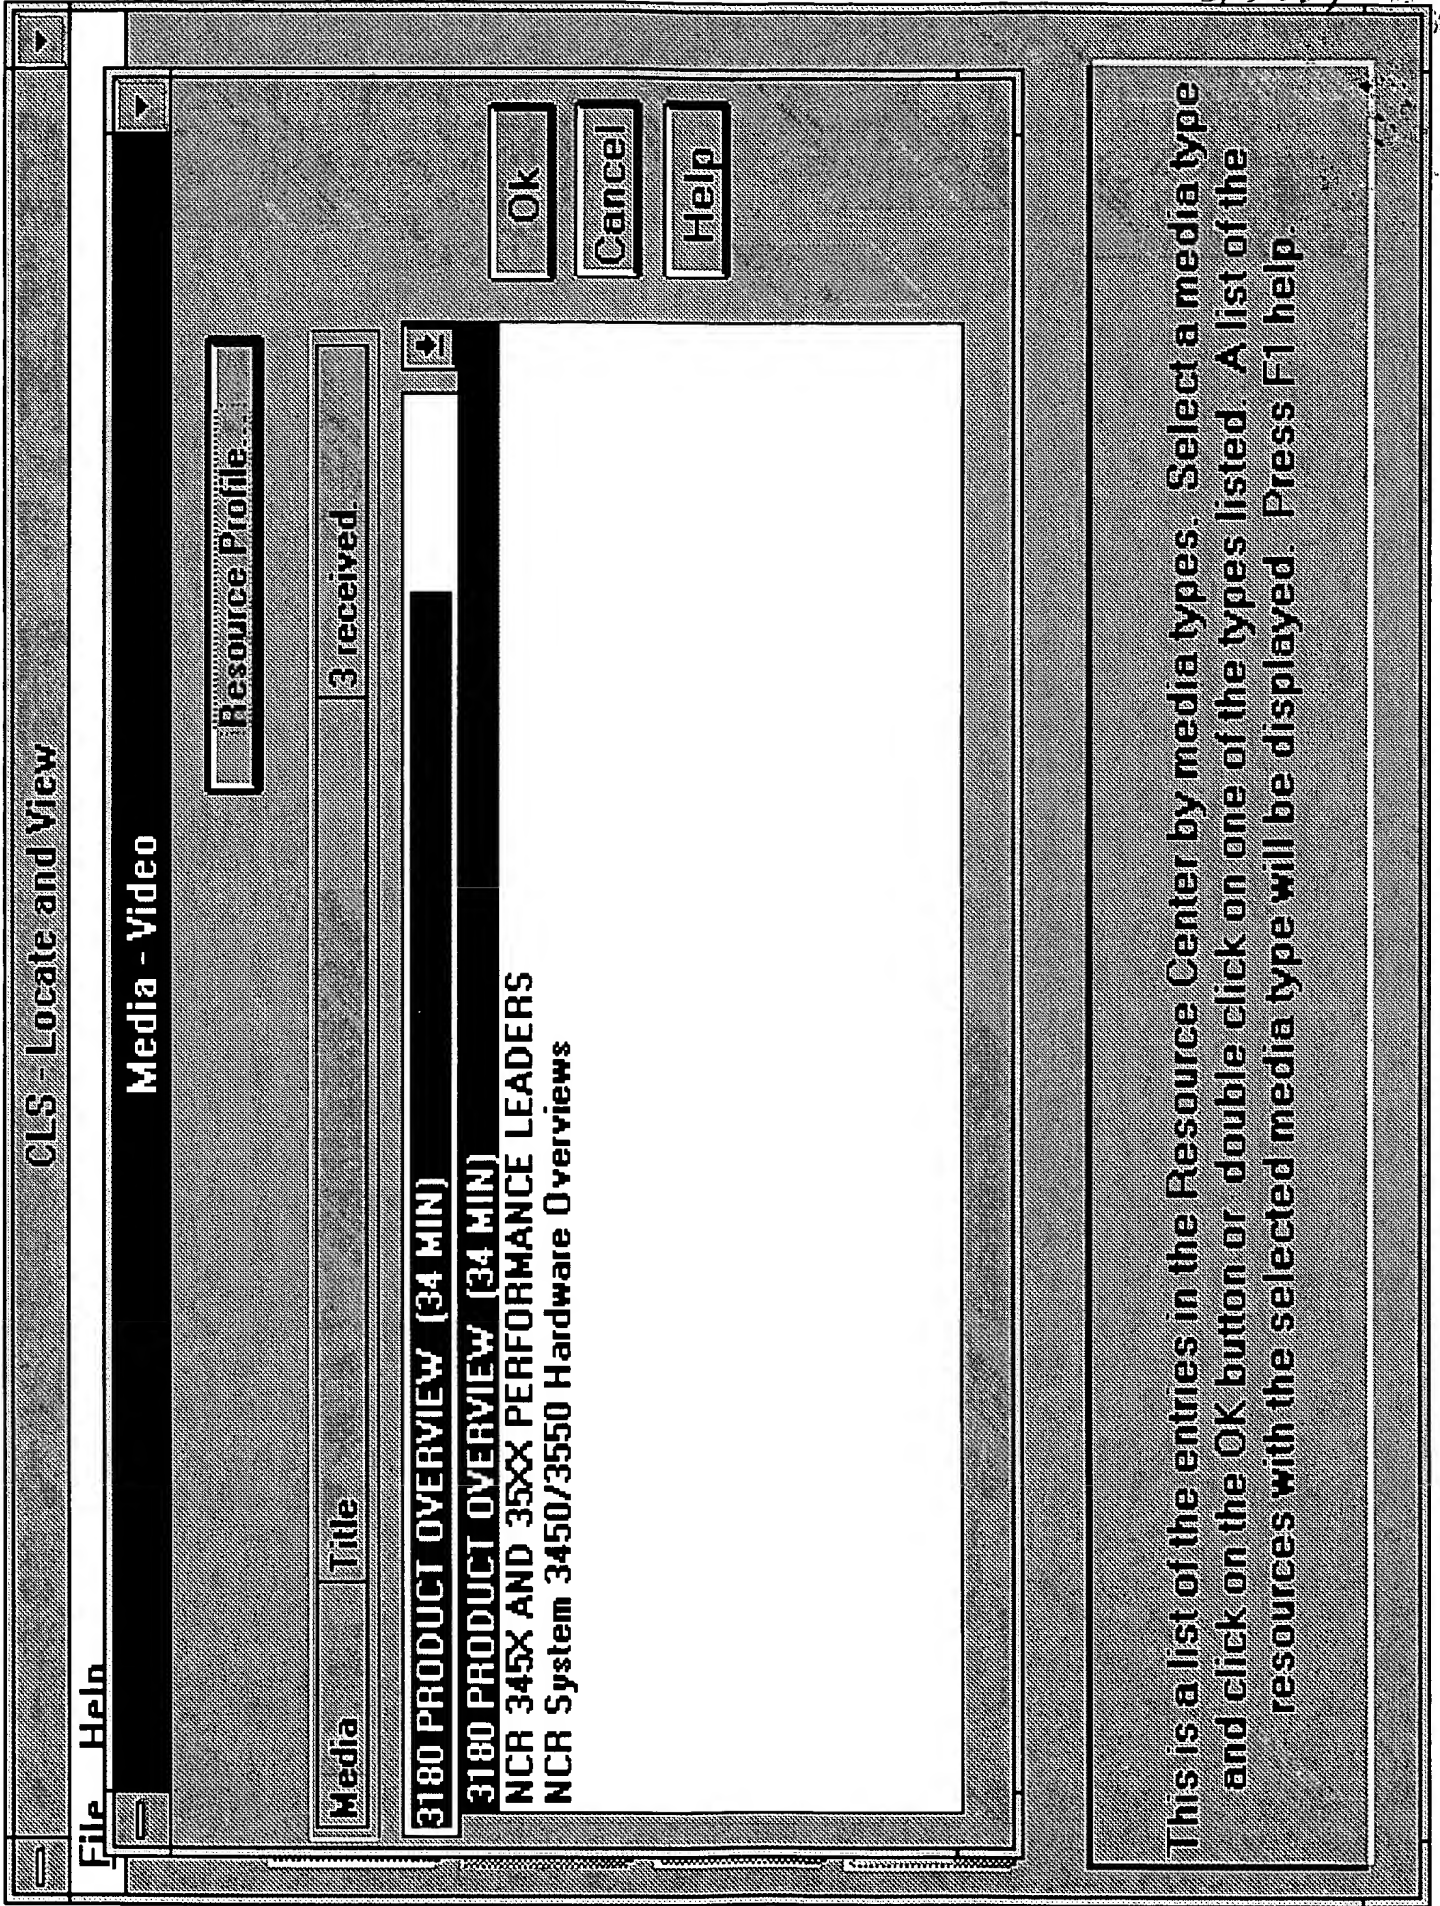 CLS - Locate and View
File Help
Media - Video
Resource Profile...
Media Title 3 received.
3180 PRODUCT OVERVIEW (34 MIN)
3180 PRODUCT OVERVIEW (34 MIN)
NCR 345X AND 35XX PERFORMANCE LEADERS
NCR System 3450/3550 Hardware Overviews
Ok
Cancel
Help
This is a list of the entries in the Resource Center by media types. Select a media type
and click on the OK button or double click on one of the types listed. A list of the
resources with the selected media type will be displayed. Press F1 help.